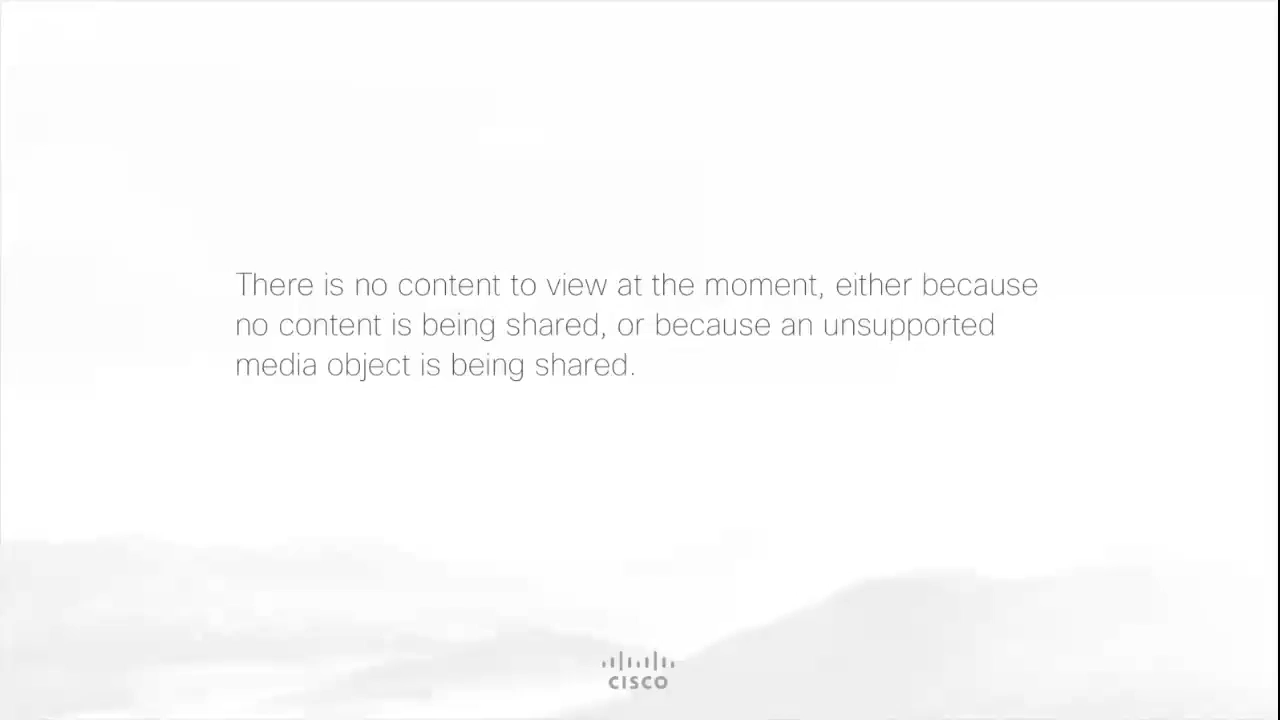 There is no content to view at the moment, either because
no content is being shared, or because an unsupported
media object is being shared.
CISCO